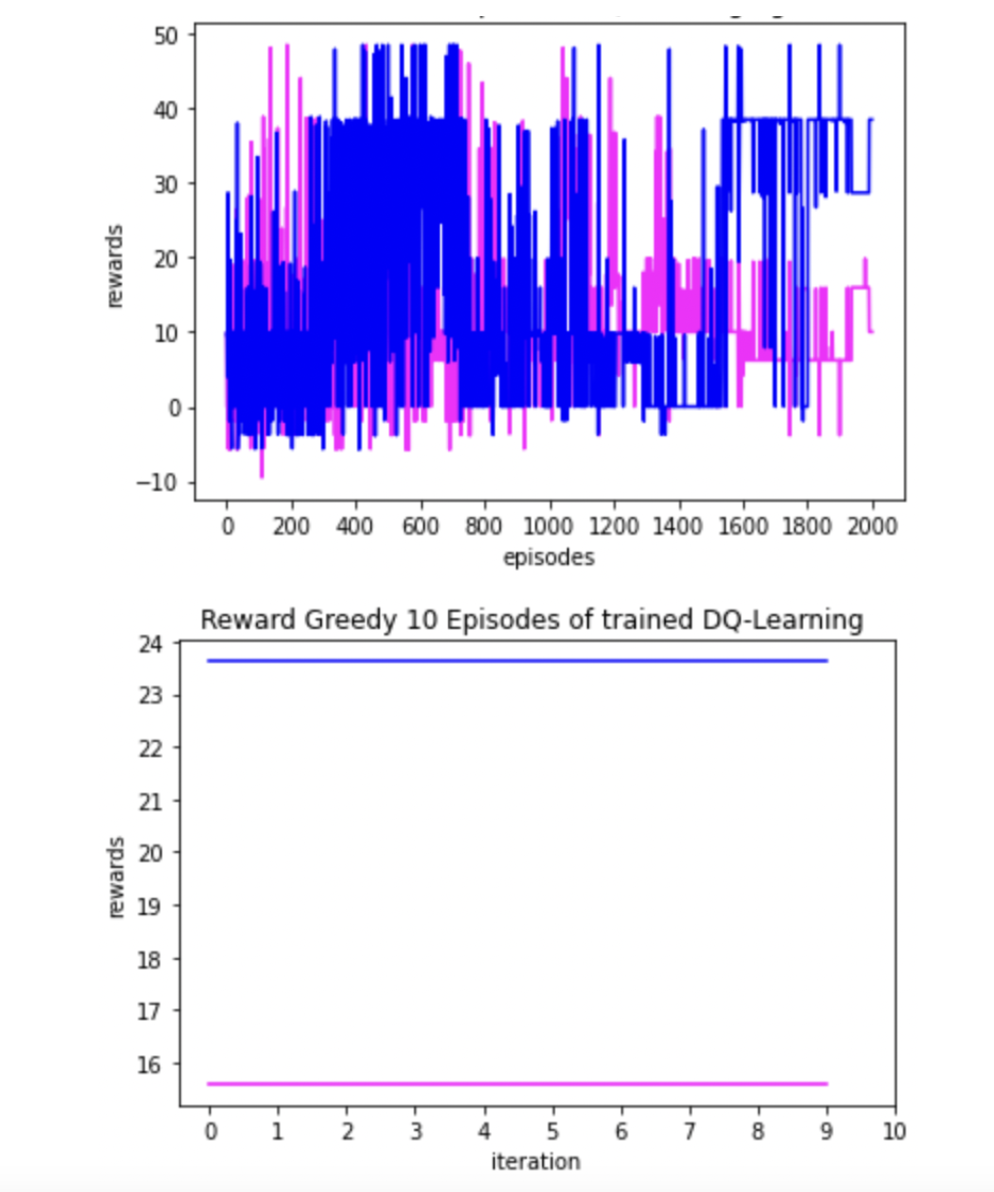 50
40
30
20
10
0
−10
rewards
0 200 400 600 800 1000 1200 1400 1600 1800 2000
episodes
Reward Greedy 10 Episodes of trained DQ-Learning
24
23
22
21
20
19
18
17
16
rewards
0 1 2 3 4 5 6 7 8 9 10
iteration